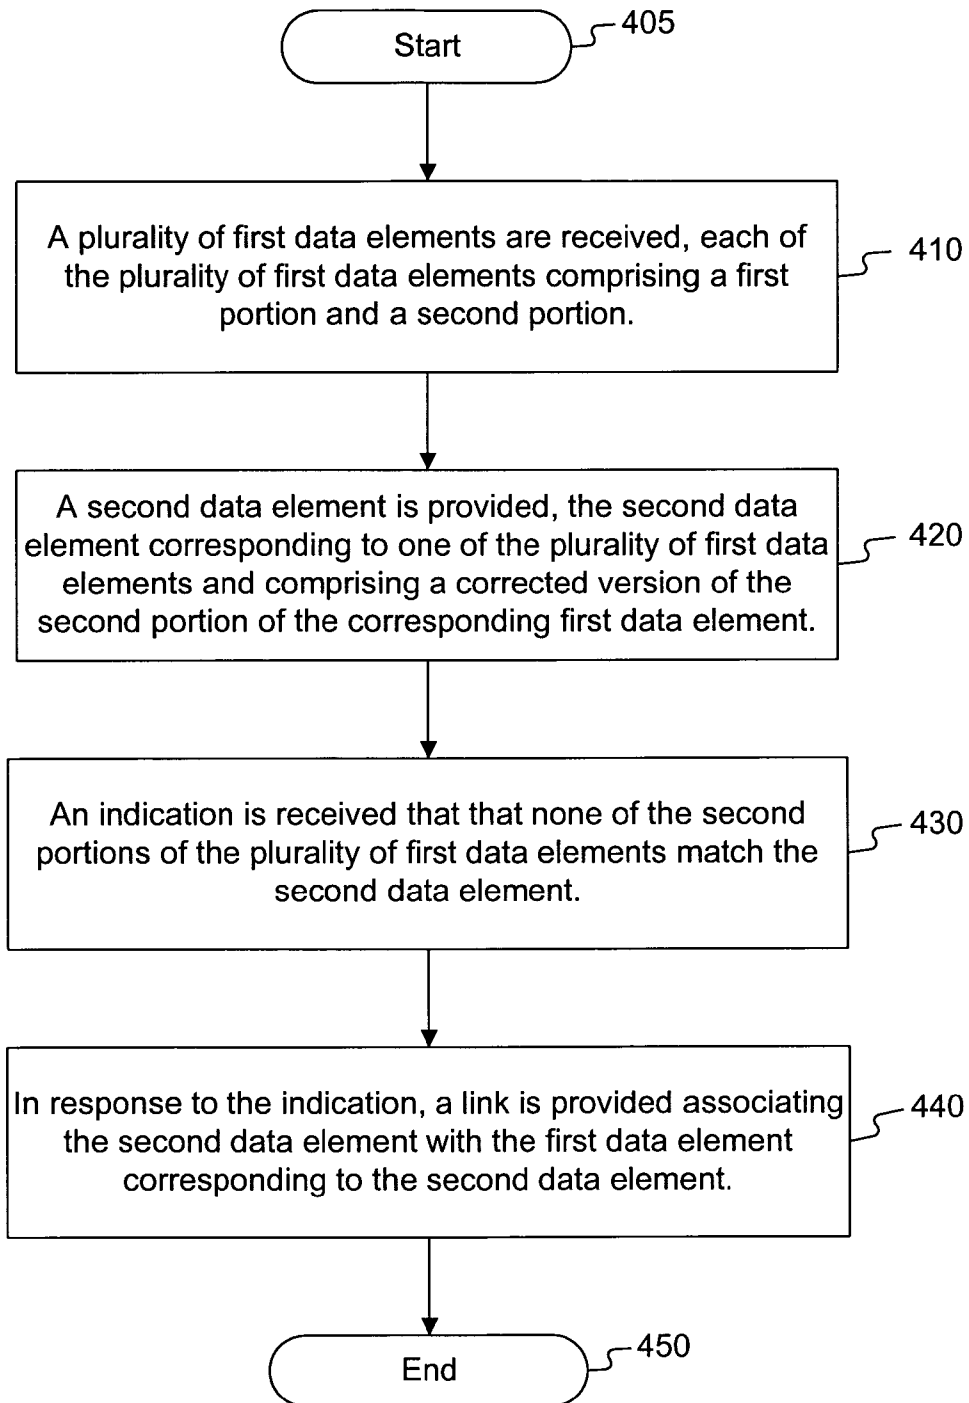 Start
405
A plurality of first data elements are received, each of
the plurality of first data elements comprising a first
portion and a second portion.
410
A second data element is provided, the second data
element corresponding to one of the plurality of first data
elements and comprising a corrected version of the
second portion of the corresponding first data element.
420
An indication is received that that none of the second
portions of the plurality of first data elements match the
second data element.
430
In response to the indication, a link is provided associating
the second data element with the first data element
corresponding to the second data element.
440
End
450